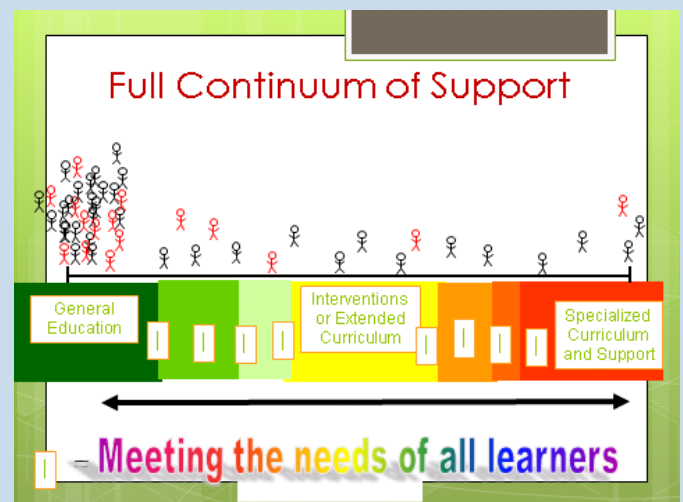 Full Continuum of Support
General
Education
|
|
|
|
Interventions
or Extended
Curriculum
|
|
|
|
Specialized
Curriculum
and Support
| – Meeting the needs of all learners